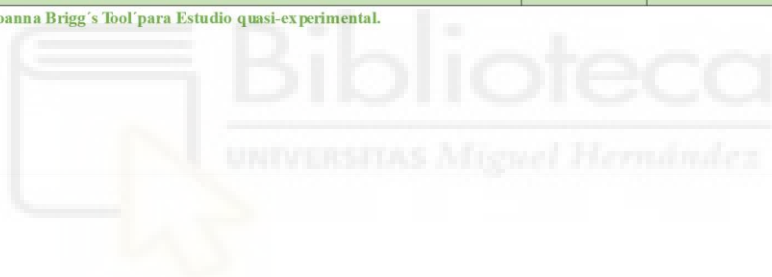 oanna Brigg´s Tool´para Estudio quasi-experimental.
Biblioteca
UNIVERSITAS Miguel Hernández